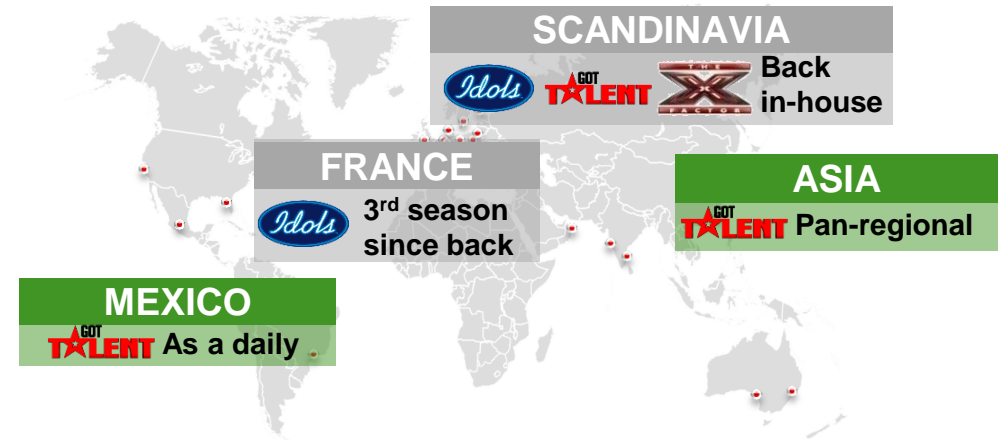 SCANDINAVIA
Idols GOT TALENT THE X FACTOR Back
in-house
FRANCE
Idols 3rd season
since back
ASIA
GOT TALENT Pan-regional
MEXICO
GOT TALENT As a daily